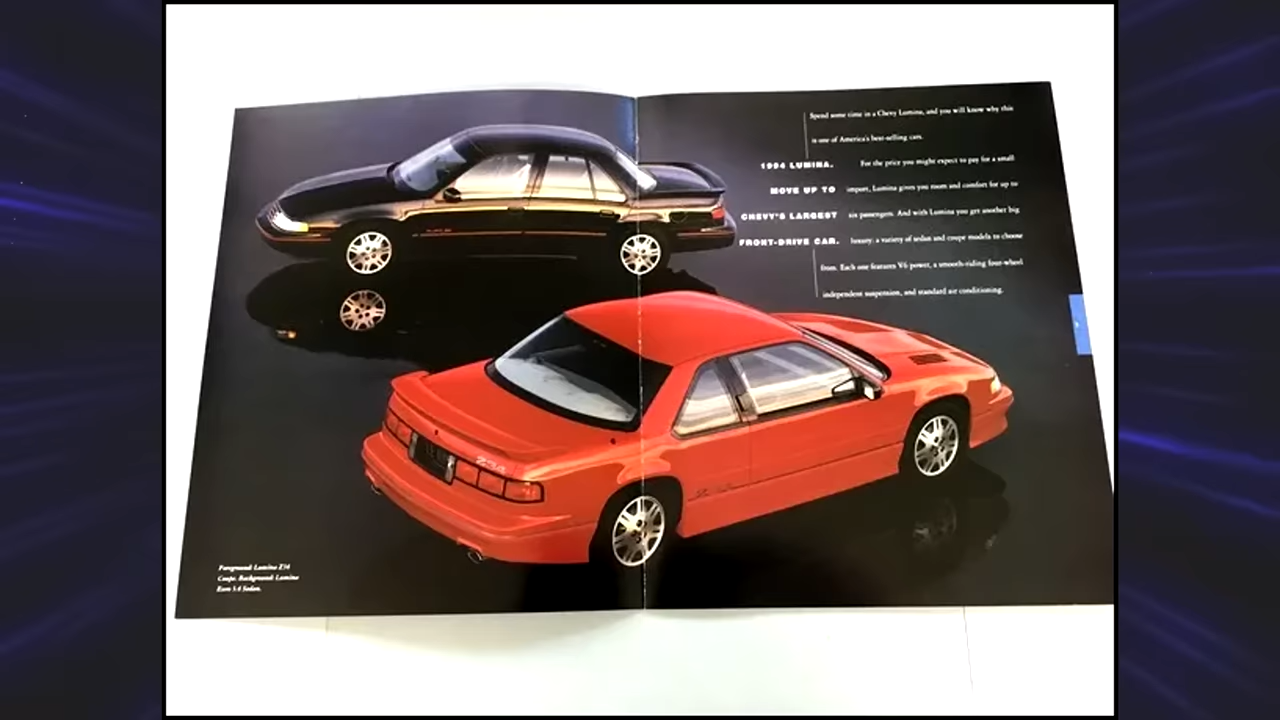 Spend some time in a Chevy Lumina, and you will know why this
is one of America's best-selling cars.
1994 LUMINA.
MOVE UP TO
CHEVY'S LARGEST
FRONT-DRIVE CAR.
For the price you might expect to pay for a small
import, Lumina gives you room and comfort for up to
six passengers. And with Lumina you get another big
luxury: a variety of sedan and coupe models to choose
from. Each one features V6 power, a smooth-riding four-wheel
independent suspension, and standard air conditioning.
Z34
Foreground: Lumina Z34
Coupe. Background: Lumina
Euro 3.4 Sedan.